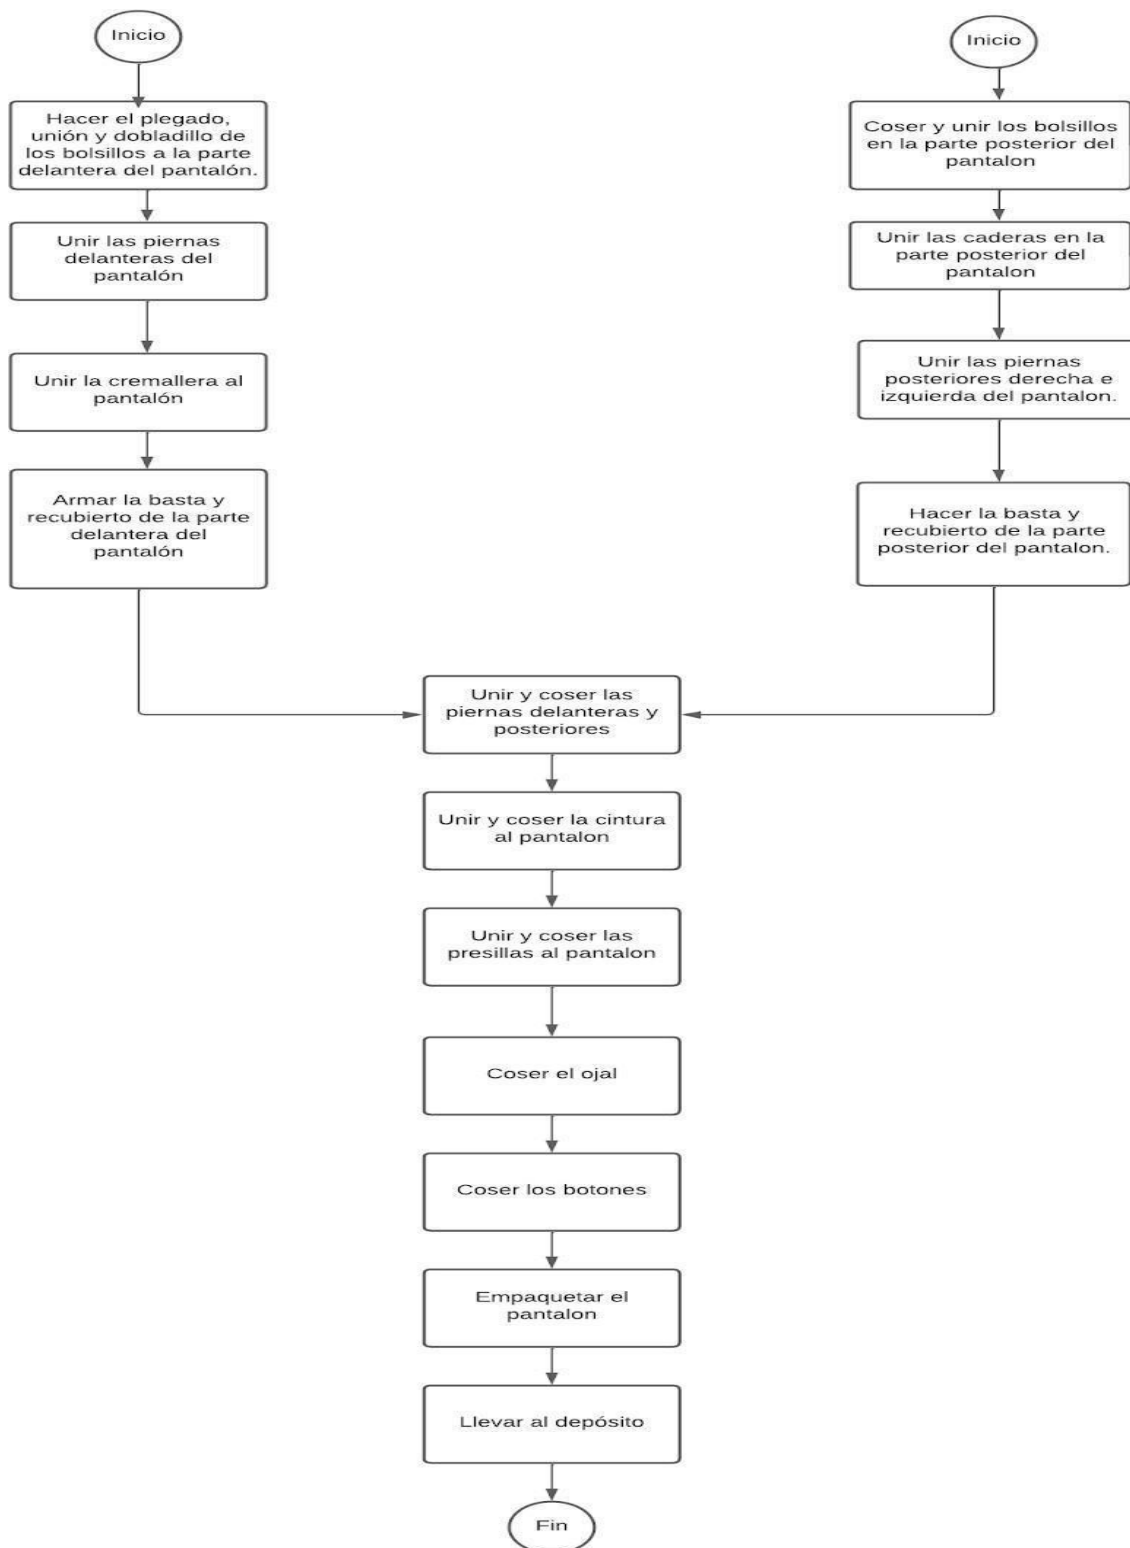 Inicio
Hacer el plegado,
unión y dobladillo de
los bolsillos a la parte
delantera del pantalón.
Unir las piernas
delanteras del
pantalón
Unir la cremallera al
pantalón
Armar la basta y
recubierto de la parte
delantera del
pantalón
Inicio
Coser y unir los bolsillos
en la parte posterior del
pantalon
Unir las caderas en la
parte posterior del
pantalon
Unir las piernas
posteriores derecha e
izquierda del pantalon.
Hacer la basta y
recubierto de la parte
posterior del pantalon.
Unir y coser las
piernas delanteras y
posteriores
Unir y coser la cintura
al pantalon
Unir y coser las
presillas al pantalon
Coser el ojal
Coser los botones
Empaquetar el
pantalon
Llevar al depósito
Fin